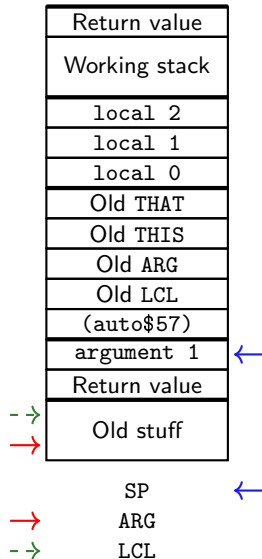 Return value
Working stack
local 2
local 1
local 0
Old THAT
Old THIS
Old ARG
Old LCL
(auto$57)
argument 1
Return value
Old stuff
SP
ARG
LCL